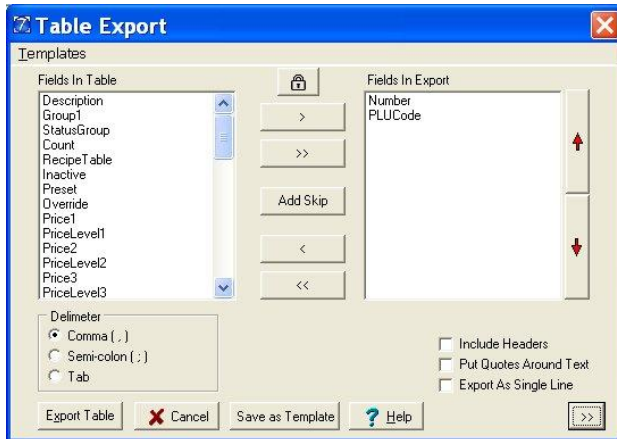 Table Export
Templates
Fields In Table
Description
Group1
StatusGroup
Count
RecipeTable
Inactive
Preset
Override
Price1
PriceLevel1
Price2
PriceLevel2
Price3
PriceLevel3
>
>>
Add Skip
<
<<
Fields In Export
Number
PLUCode
Delimeter
Comma ( , )
Semi-colon ( ; )
Tab
Include Headers
Put Quotes Around Text
Export As Single Line
Export Table
Cancel
Save as Template
? Help
>>